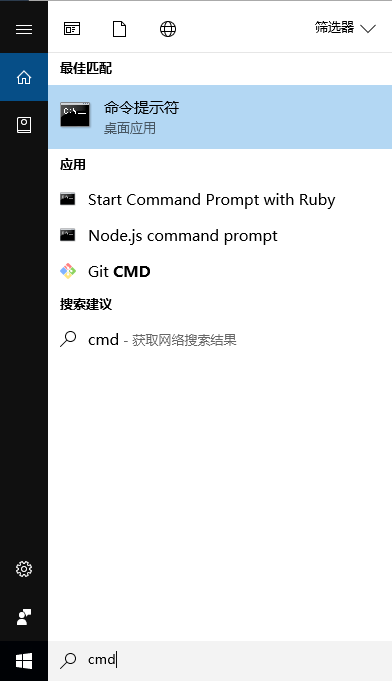 筛选器
最佳匹配
命令提示符
桌面应用
应用
Start Command Prompt with Ruby
Node.js command prompt
Git CMD
搜索建议
cmd - 获取网络搜索结果
cmd